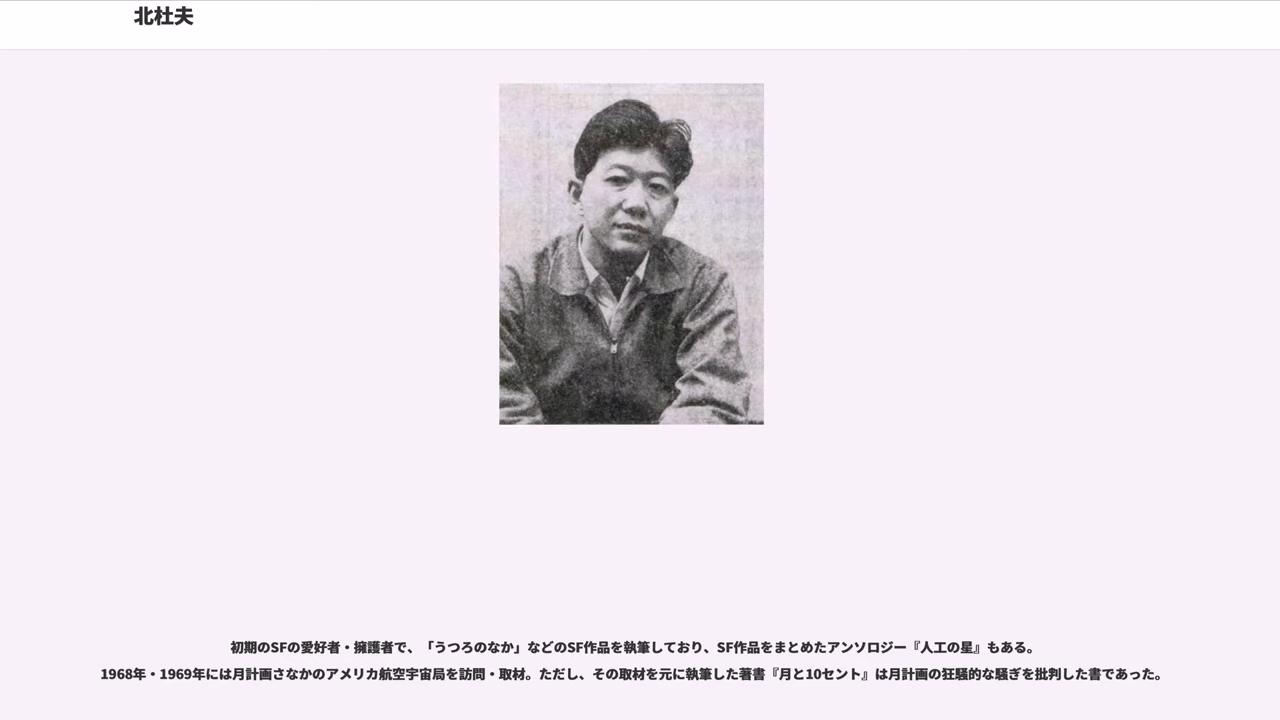 北杜夫
初期のSFの愛好者・擁護者で、「うつろのなか」などのSF作品を執筆しており、SF作品をまとめたアンソロジー『人工の星』もある。
1968年・1969年には月計画さなかのアメリカ航空宇宙局を訪問・取材。ただし、その取材を元に執筆した著書『月と10セント』は月計画の狂騒的な騒ぎを批判した書であった。